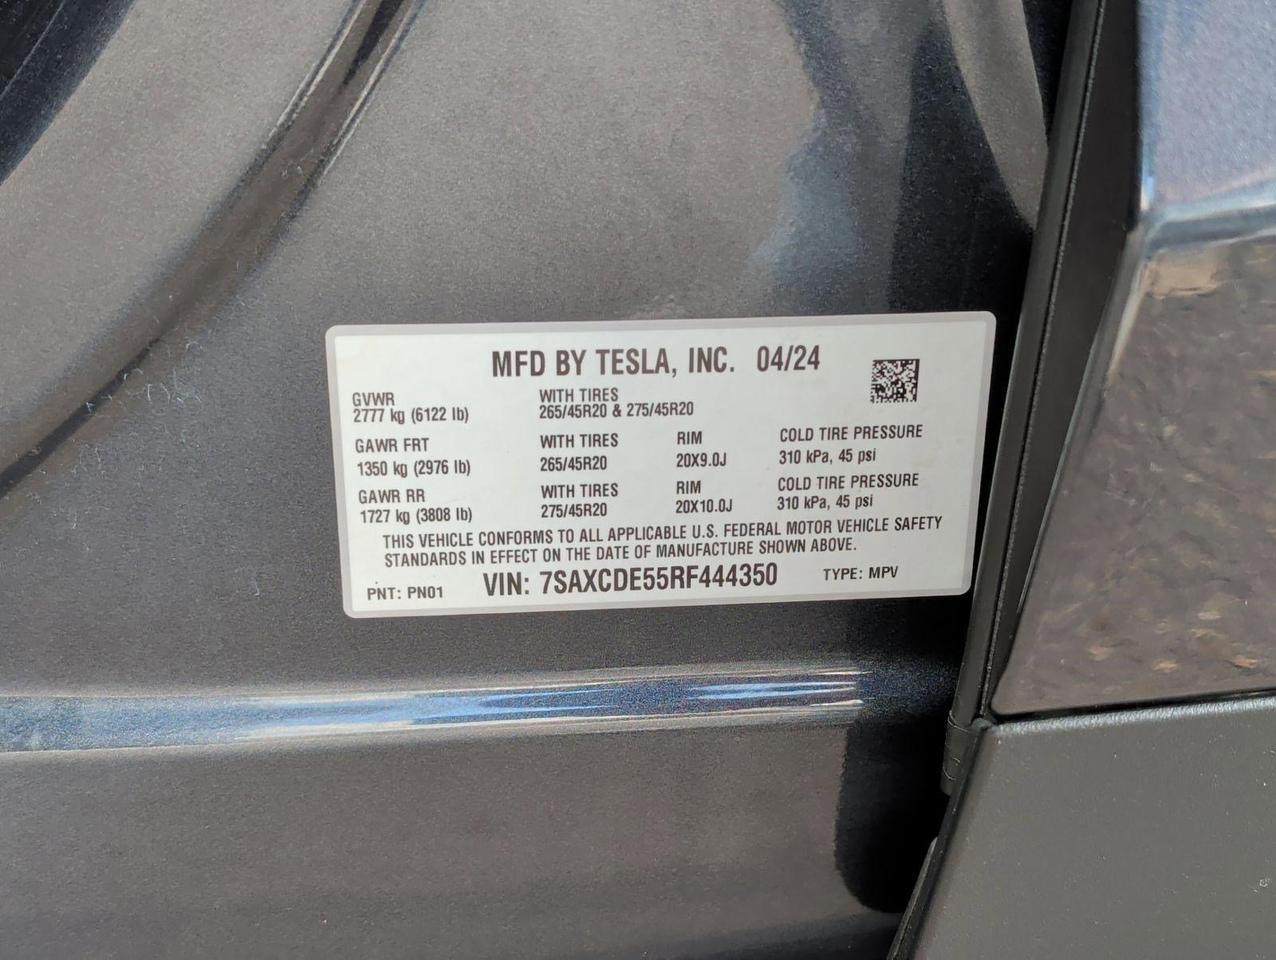 MFD BY TESLA, INC. 04/24
GVWR WITH TIRES
2777 kg (6122 lb) 265/45R20 & 275/45R20
GAWR FRT WITH TIRES RIM COLD TIRE PRESSURE
1350 kg (2976 lb) 265/45R20 20X9.0J 310 kPa, 45 psi
GAWR RR WITH TIRES RIM COLD TIRE PRESSURE
1727 kg (3808 lb) 275/45R20 20X10.0J 310 kPa, 45 psi
THIS VEHICLE CONFORMS TO ALL APPLICABLE U.S. FEDERAL MOTOR VEHICLE SAFETY
STANDARDS IN EFFECT ON THE DATE OF MANUFACTURE SHOWN ABOVE.
PNT: PN01 VIN: 7SAXCDE55RF444350 TYPE: MPV